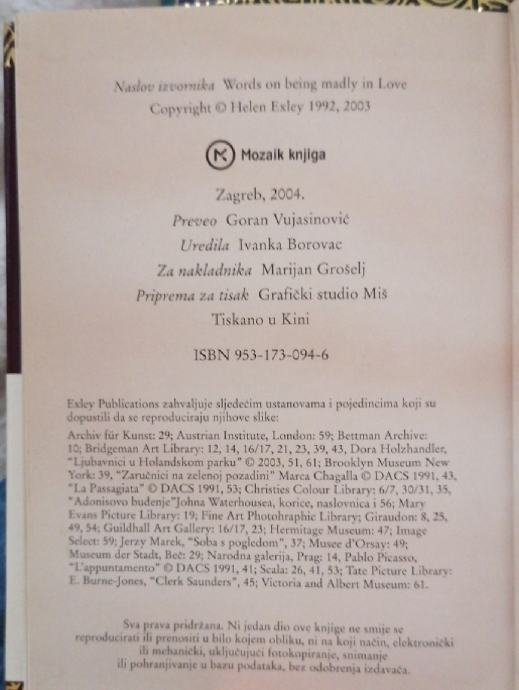 Naslov izvornika Words on being madly in Love
Copyright © Helen Exley 1992, 2003
Mozaik knjiga
Zagreb, 2004.
Preveo Goran Vujasinović
Uredila Ivanka Borovac
Za nakladnika Marijan Grošelj
Priprema za tisak Grafički studio Miš
Tiskano u Kini
ISBN 953-173-094-6
Exley Publications zahvaljuje sljedećim ustanovama i pojedincima koji su
dopustili da se reproduciraju njihove slike:
Archiv für Kunst: 29; Austrian Institute, London: 59; Bettman Archive:
10; Bridgeman Art Library: 12, 14, 16/17, 21, 23, 39, 43, Dora Holzhandler,
"Ljubavnici u Holandskom parku" © 2003, 51, 61; Brooklyn Museum New
York: 39, "Zaručnici na zelenoj pozadini" Marca Chagalla © DACS 1991, 43,
"La Passagiata" © DACS 1991, 53; Christies Colour Library: 6/7, 30/31, 35,
"Adonisovo buđenje"Johna Waterhousea, korice, naslovnica i 56; Mary
Evans Picture Library: 19; Fine Art Photohraphic Library; Giraudon: 8, 25,
49, 54; Guildhall Art Gallery: 16/17, 23; Hermitage Museum: 47; Image
Select: 59; Jerzy Marek, "Soba s pogledom", 37; Musee d'Orsay: 49;
Museum der Stadt, Beč: 29; Narodna galerija, Prag: 14, Pablo Picasso,
"L'appuntamento" © DACS 1991, 41; Scala: 26, 41, 53; Tate Picture Library:
E. Burne-Jones, "Clerk Saunders", 45; Victoria and Albert Museum: 61.
Sva prava pridržana. Ni jedan dio ove knjige ne smije se
reproducirati ili prenositi u bilo kojem obliku, ni na koji način, elektronički
ili mehanički, uključujući fotokopiranje, snimanje
ili pohranjivanje u bazu podataka, bez odobrenja izdavača.